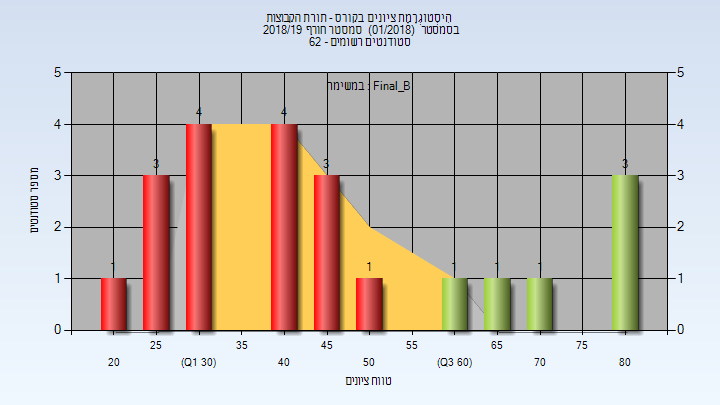 היסטוגרמת ציונים בקורס - תורת הקבוצות
בסמסטר (01/2018) סמסטר חורף 2018/19
סטודנטים רשומים - 62
במשימה : Final_B
מספר סטודנטים
5 5
4 4
3 3
2 2
1 1
0 0
1 3 4 4 3 1 1 1 1 3
25 35 45 55 65 75
20 (Q1 30) 40 50 (Q3 60) 70 80
טווח ציונים